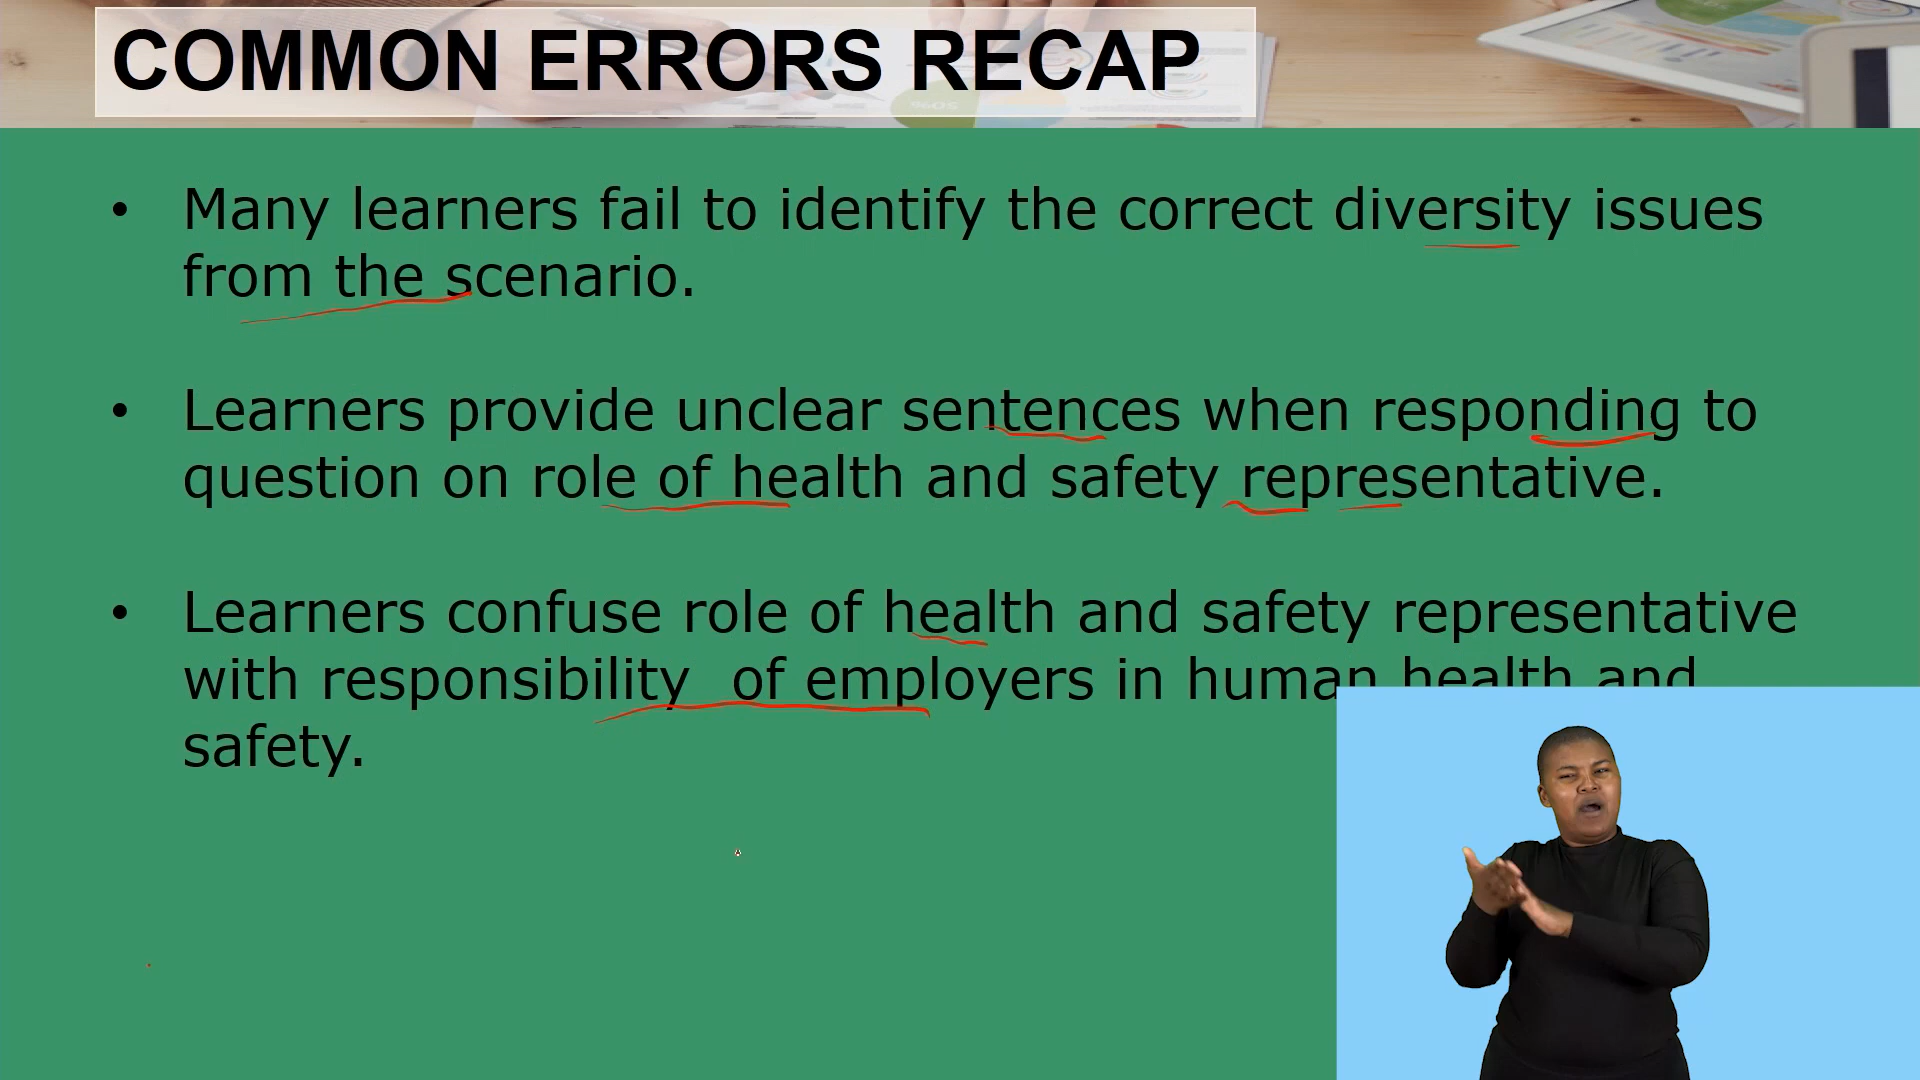 COMMON ERRORS RECAP
• Many learners fail to identify the correct diversity issues
from the scenario.
• Learners provide unclear sentences when responding to
question on role of health and safety representative.
• Learners confuse role of health and safety representative
with responsibility  of employers in human health and
safety.